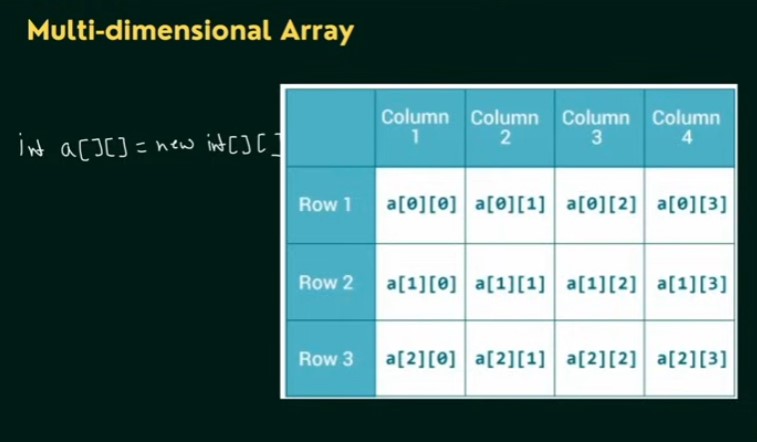 Multi-dimensional Array
int a[][] = new int[][]
Column 1 Column 2 Column 3 Column 4
Row 1 a[0][0] a[0][1] a[0][2] a[0][3]
Row 2 a[1][0] a[1][1] a[1][2] a[1][3]
Row 3 a[2][0] a[2][1] a[2][2] a[2][3]